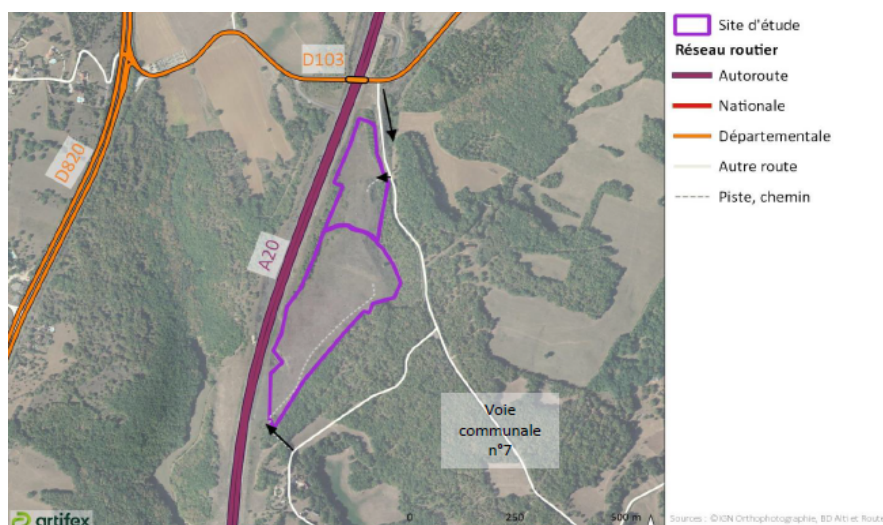 D103
D820
A20
Voie
communale
n°7
artifex
0 250 500 m
Site d'étude
Réseau routier
Autoroute
Nationale
Départementale
Autre route
Piste, chemin
Sources : ©IGN Orthophotographie, BD Alti et Route